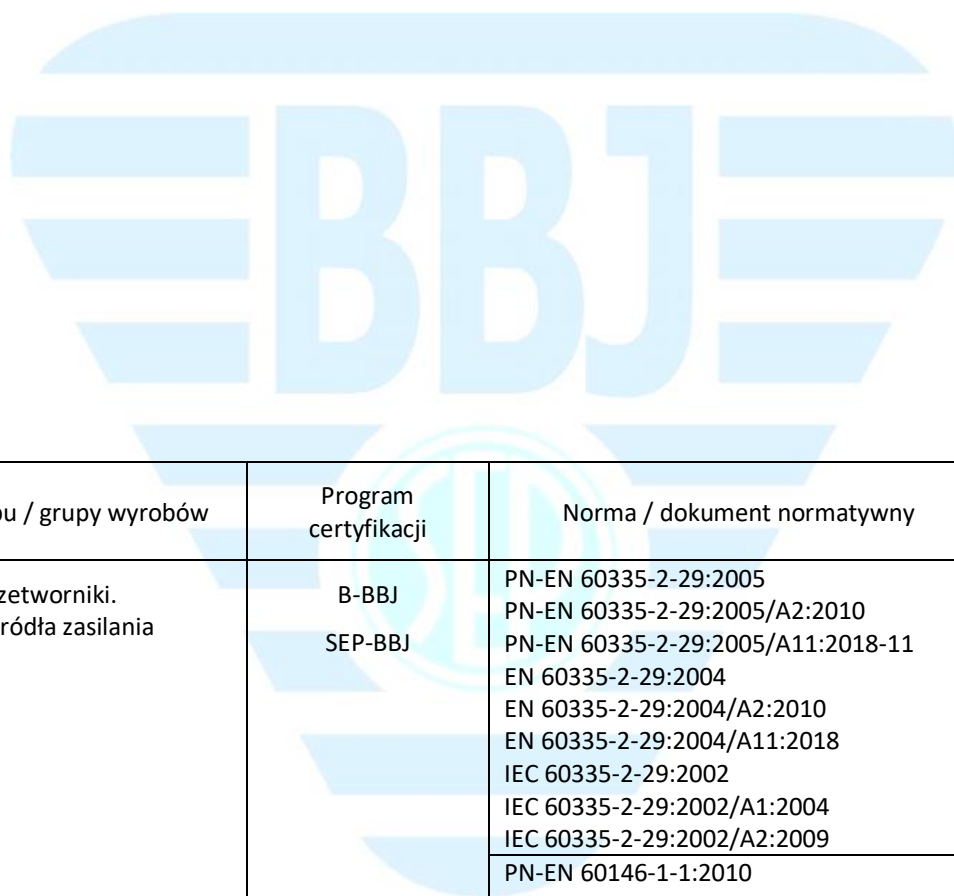 BBJ
SEP
pu / grupy wyrobów
Program
certyfikacji
Norma / dokument normatywny
zetworniki.
ródła zasilania
B-BBJ
SEP-BBJ
PN-EN 60335-2-29:2005
PN-EN 60335-2-29:2005/A2:2010
PN-EN 60335-2-29:2005/A11:2018-11
EN 60335-2-29:2004
EN 60335-2-29:2004/A2:2010
EN 60335-2-29:2004/A11:2018
IEC 60335-2-29:2002
IEC 60335-2-29:2002/A1:2004
IEC 60335-2-29:2002/A2:2009
PN-EN 60146-1-1:2010